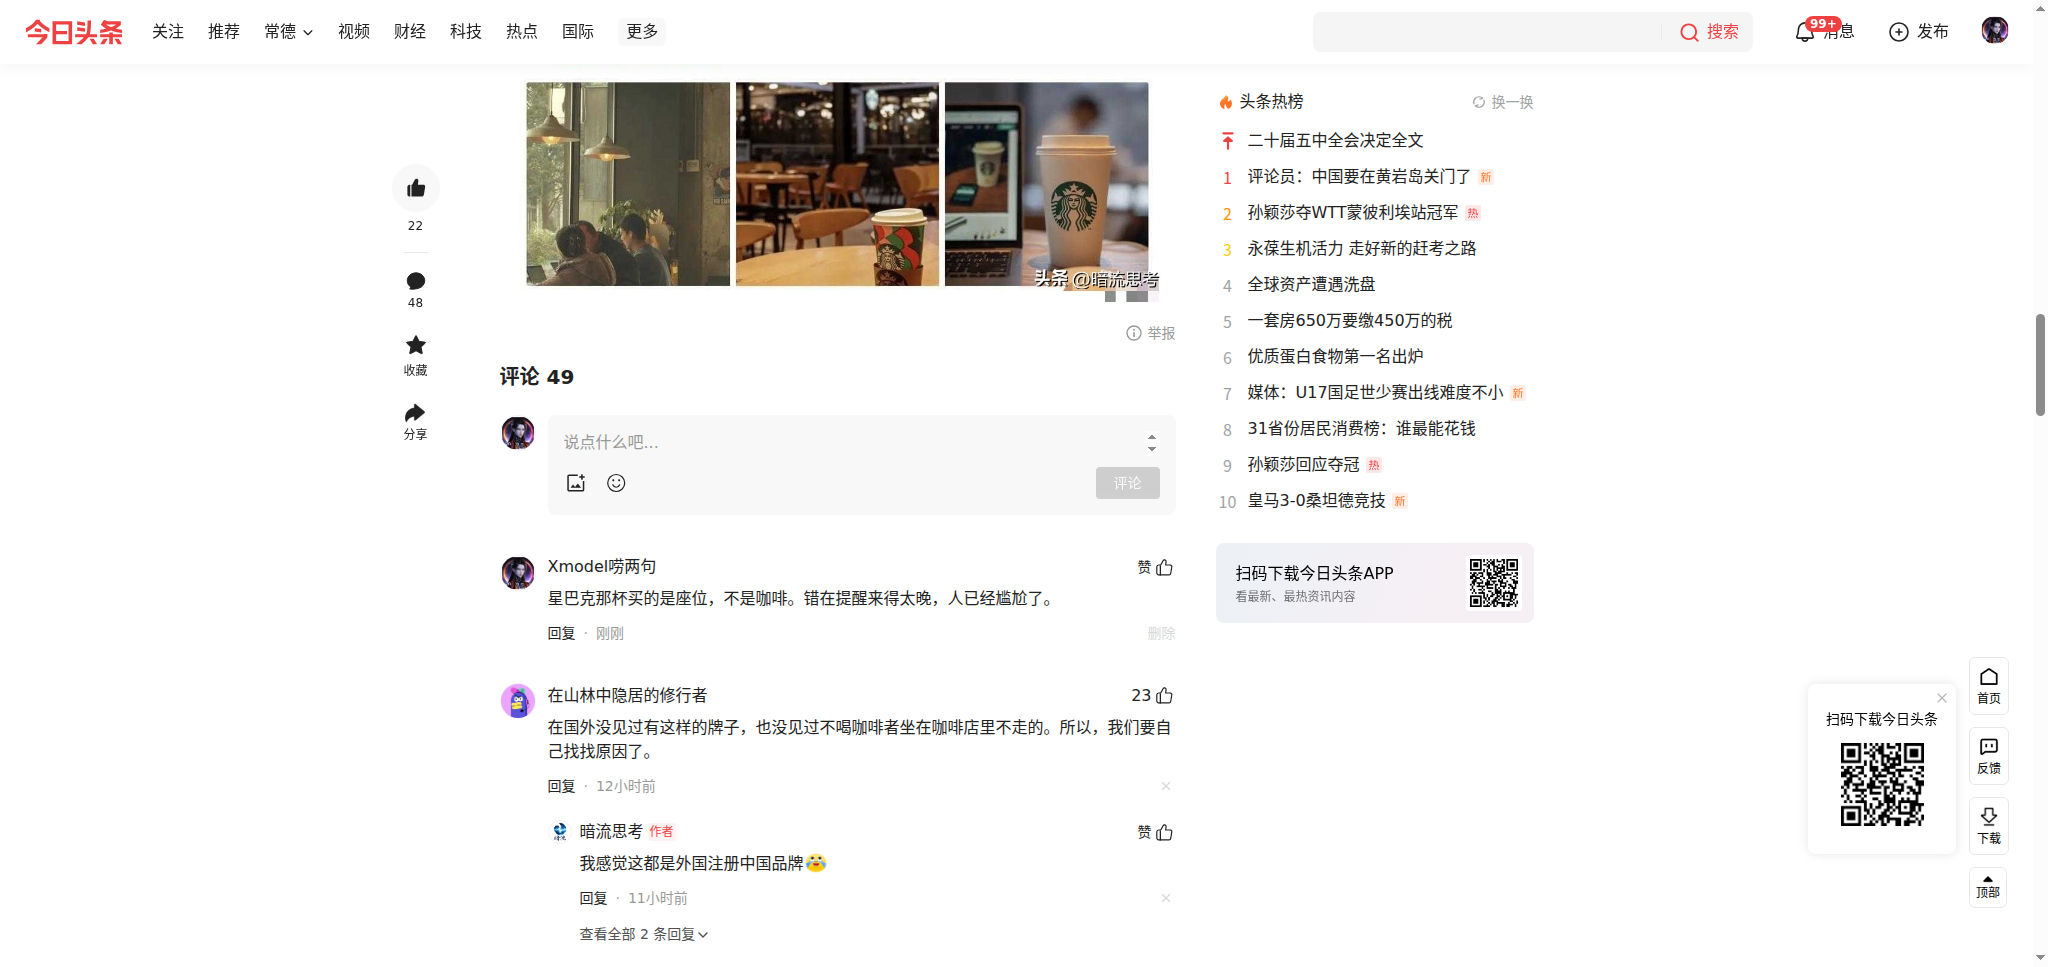 今日头条
关注
推荐
常德
视频
财经
科技
热点
国际
更多
搜索
99+
消息
发布
头条 @暗流思考
举报
22
48
收藏
分享
评论 49
说点什么吧...
评论
Xmodel唠两句
赞
星巴克那杯买的是座位，不是咖啡。错在提醒来得太晚，人已经尴尬了。
回复 · 刚刚
删除
在山林中隐居的修行者
23
在国外没见过有这样的牌子，也没见过不喝咖啡者坐在咖啡店里不走的。所以，我们要自
己找找原因了。
回复 · 12小时前
暗流思考 作者
赞
我感觉这都是外国注册中国品牌
回复 · 11小时前
查看全部 2 条回复
头条热榜
换一换
二十届五中全会决定全文
1 评论员：中国要在黄岩岛关门了 新
2 孙颖莎夺WTT蒙彼利埃站冠军 热
3 永葆生机活力 走好新的赶考之路
4 全球资产遭遇洗盘
5 一套房650万要缴450万的税
6 优质蛋白食物第一名出炉
7 媒体：U17国足世少赛出线难度不小 新
8 31省份居民消费榜：谁最能花钱
9 孙颖莎回应夺冠 热
10 皇马3-0桑坦德竞技 新
扫码下载今日头条APP
看最新、最热资讯内容
扫码下载今日头条
首页
反馈
下载
顶部